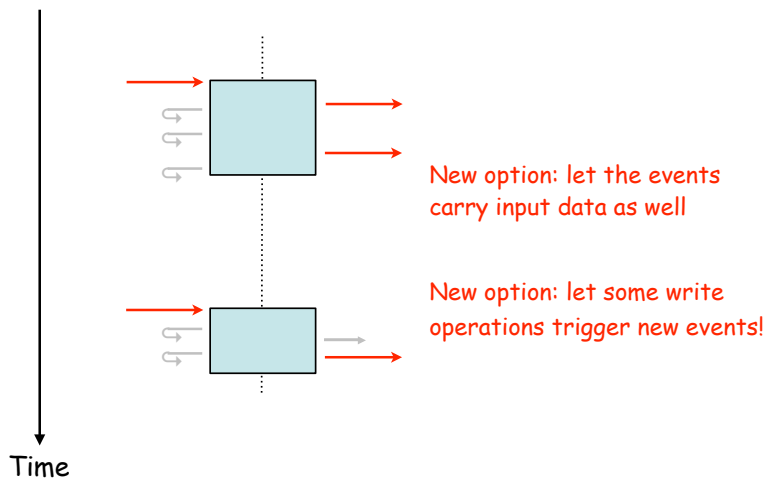 New option: let the events
carry input data as well
New option: let some write
operations trigger new events!
Time